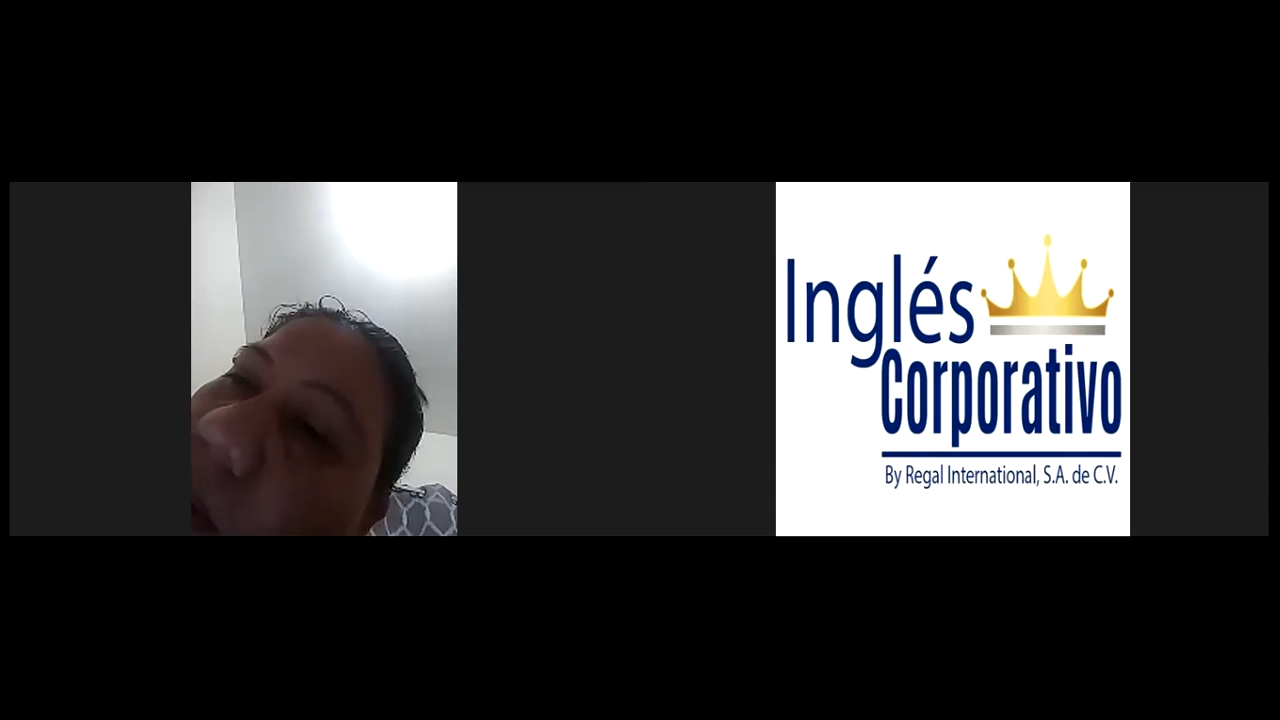 Inglés
Corporativo
By Regal International, S.A. de C.V.